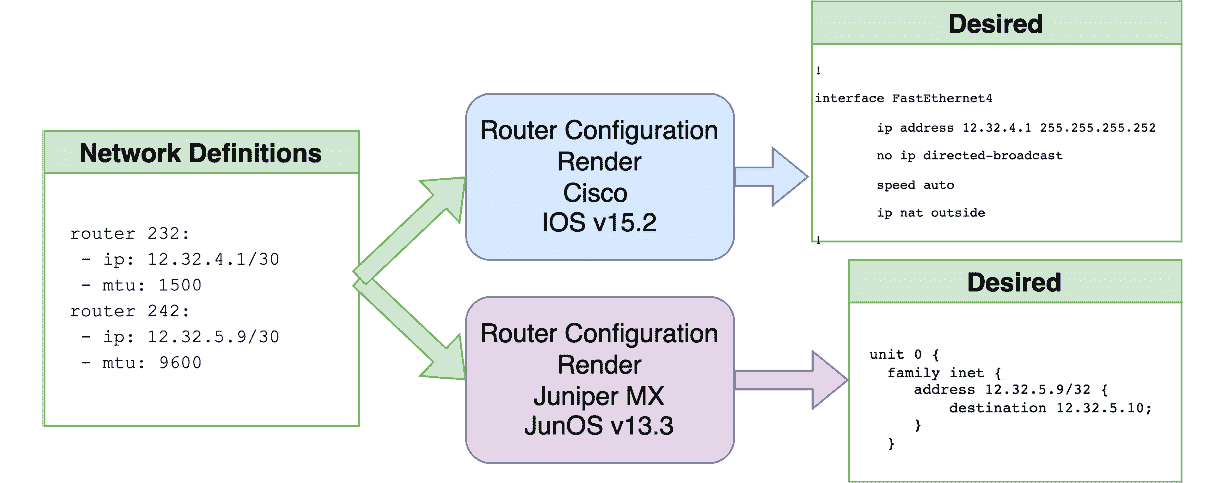 Network Definitions
router 232:
- ip: 12.32.4.1/30
- mtu: 1500
router 242:
- ip: 12.32.5.9/30
- mtu: 9600
Router Configuration
Render
Cisco
IOS v15.2
Router Configuration
Render
Juniper MX
JunOS v13.3
Desired
!
interface FastEthernet4
ip address 12.32.4.1 255.255.255.252
no ip directed-broadcast
speed auto
ip nat outside
!
Desired
unit 0 {
family inet {
address 12.32.5.9/32 {
destination 12.32.5.10;
}
}